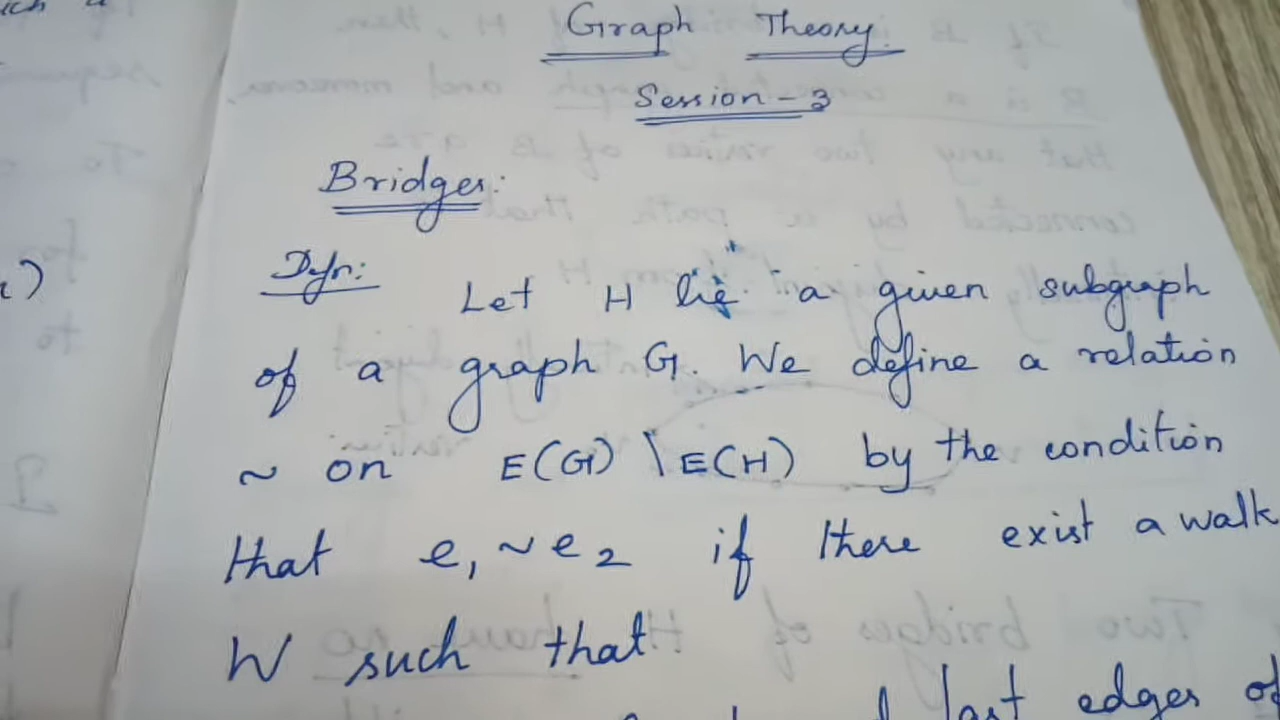 Graph Theory.
Session - 3
Bridges:
Defn:
Let H be a given subgraph
of a graph G. We define a relation
~ on E(G) \ E(H) by the condition
that e₁ ~ e₂ if there exist a walk
W such that
last edges of